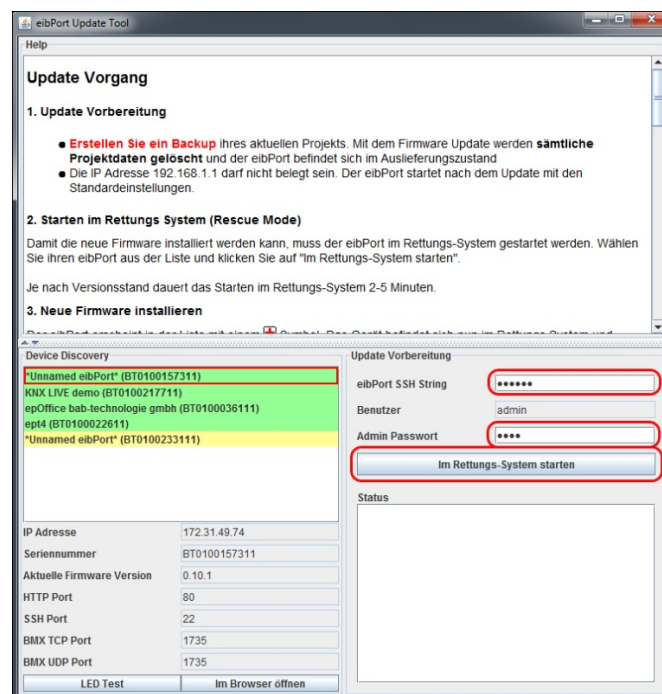 eibPort Update Tool
Help
Update Vorgang
1. Update Vorbereitung
● Erstellen Sie ein Backup ihres aktuellen Projekts. Mit dem Firmware Update werden sämtliche
Projektdaten gelöscht und der eibPort befindet sich im Auslieferungszustand
● Die IP Adresse 192.168.1.1 darf nicht belegt sein. Der eibPort startet nach dem Update mit den
Standardeinstellungen.
2. Starten im Rettungs System (Rescue Mode)
Damit die neue Firmware installiert werden kann, muss der eibPort im Rettungs-System gestartet werden. Wählen
Sie ihren eibPort aus der Liste und klicken Sie auf "Im Rettungs-System starten".
Je nach Versionsstand dauert das Starten im Rettungs-System 2-5 Minuten.
3. Neue Firmware installieren
Device Discovery
*Unnamed eibPort* (BT0100157311)
KNX LIVE demo (BT0100217711)
epOffice bab-technologie gmbh (BT0100036111)
ept4 (BT0100022611)
*Unnamed eibPort* (BT0100233111)
IP Adresse 172.31.49.74
Seriennummer BT0100157311
Aktuelle Firmware Version 0.10.1
HTTP Port 80
SSH Port 22
BMX TCP Port 1735
BMX UDP Port 1735
LED Test Im Browser öffnen
Update Vorbereitung
eibPort SSH String ●●●●●●
Benutzer admin
Admin Passwort ●●●●
Im Rettungs-System starten
Status